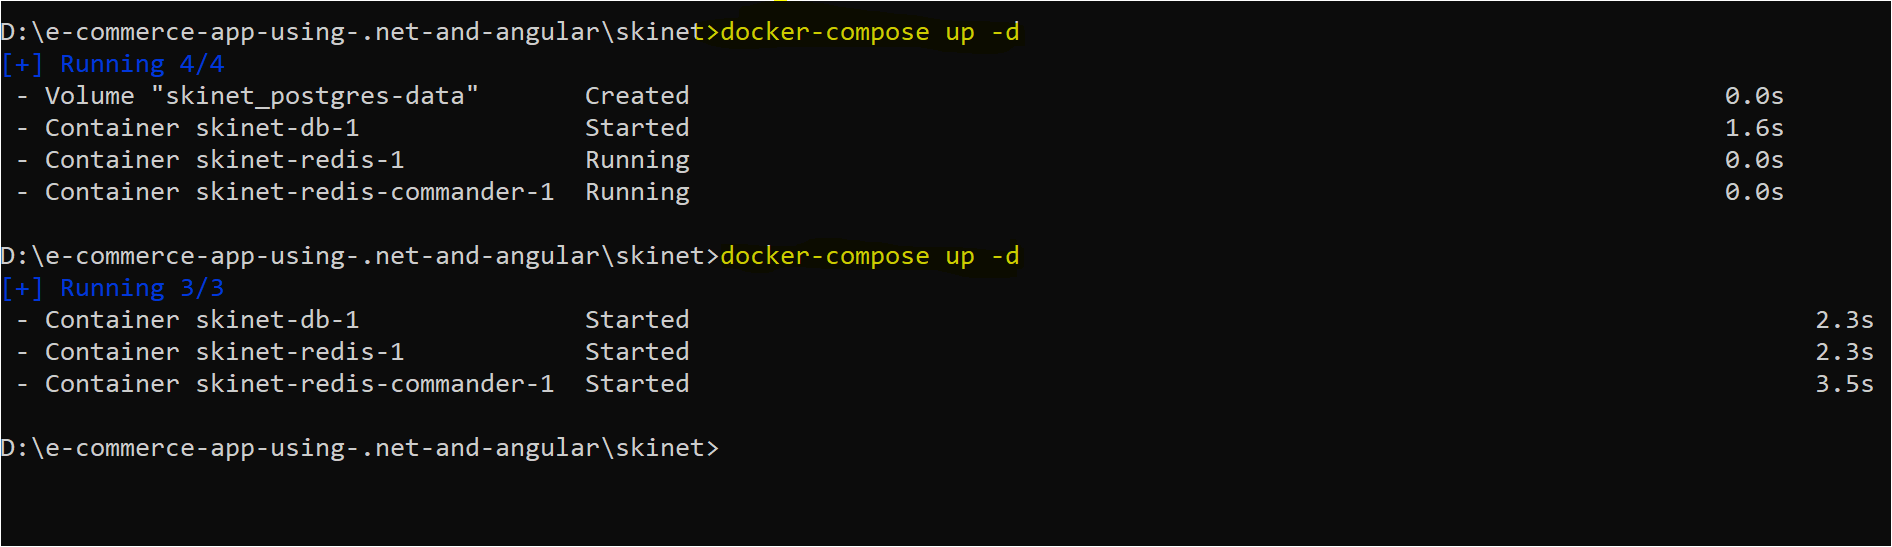 D:\e-commerce-app-using-.net-and-angular\skinet>docker-compose up -d
[+] Running 4/4
 - Volume "skinet_postgres-data"       Created                                                                     0.0s
 - Container skinet-db-1               Started                                                                     1.6s
 - Container skinet-redis-1            Running                                                                     0.0s
 - Container skinet-redis-commander-1  Running                                                                     0.0s
D:\e-commerce-app-using-.net-and-angular\skinet>docker-compose up -d
[+] Running 3/3
 - Container skinet-db-1               Started                                                                           2.3s
 - Container skinet-redis-1            Started                                                                           2.3s
 - Container skinet-redis-commander-1  Started                                                                           3.5s
D:\e-commerce-app-using-.net-and-angular\skinet>